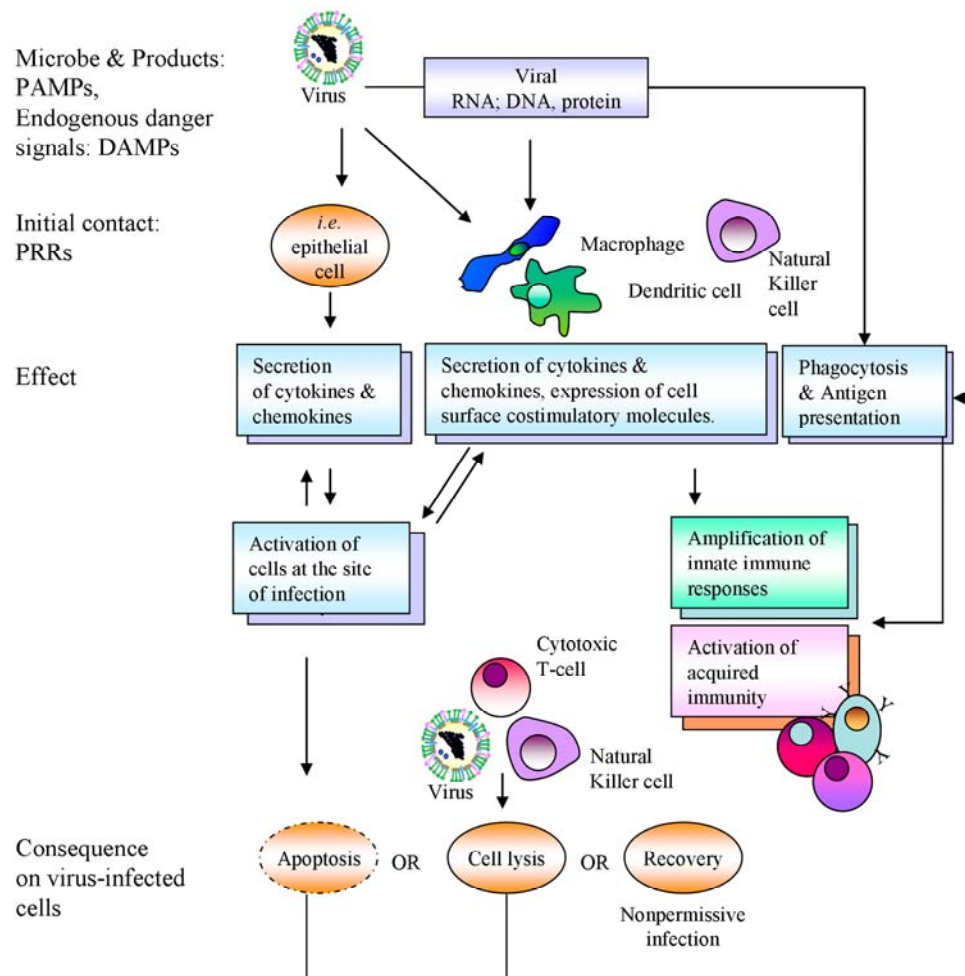 Microbe & Products:
PAMPs,
Endogenous danger
signals: DAMPs
Virus
Viral
RNA; DNA, protein
Initial contact:
PRRs
i.e.
epithelial
cell
Macrophage
Dendritic cell
Natural
Killer
cell
Effect
Secretion
of cytokines &
chemokines
Secretion of cytokines &
chemokines, expression of cell
surface costimulatory molecules.
Phagocytosis
& Antigen
presentation
Activation of
cells at the site
of infection
Amplification of
innate immune
responses
Activation of
acquired
immunity
Cytotoxic
T-cell
Virus
Natural
Killer cell
Consequence
on virus-infected
cells
Apoptosis
OR
Cell lysis
OR
Recovery
Nonpermissive
infection